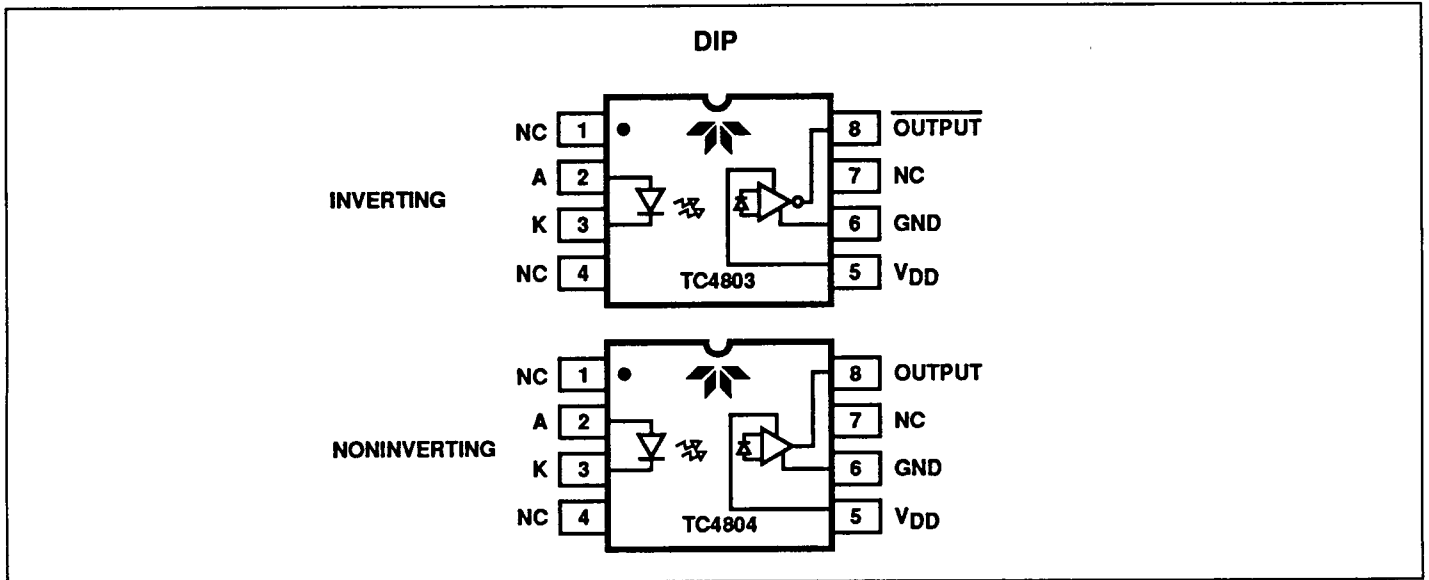 DIP
INVERTING
NC 1
A 2
K 3
NC 4
8 OUTPUT
7 NC
6 GND
5 VDD
TC4803
NONINVERTING
NC 1
A 2
K 3
NC 4
8 OUTPUT
7 NC
6 GND
5 VDD
TC4804